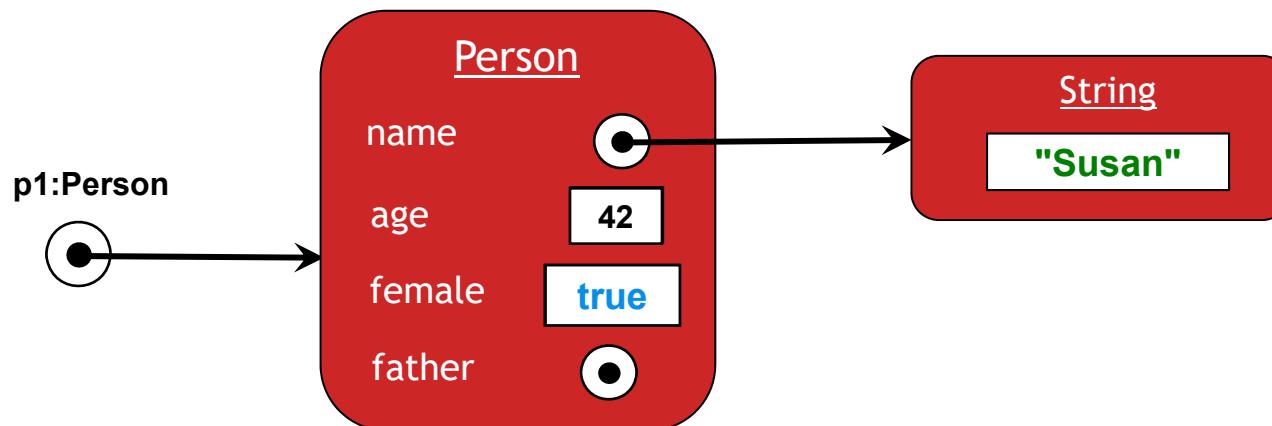 Person
String
name
"Susan"
p1:Person
age
42
female
true
father